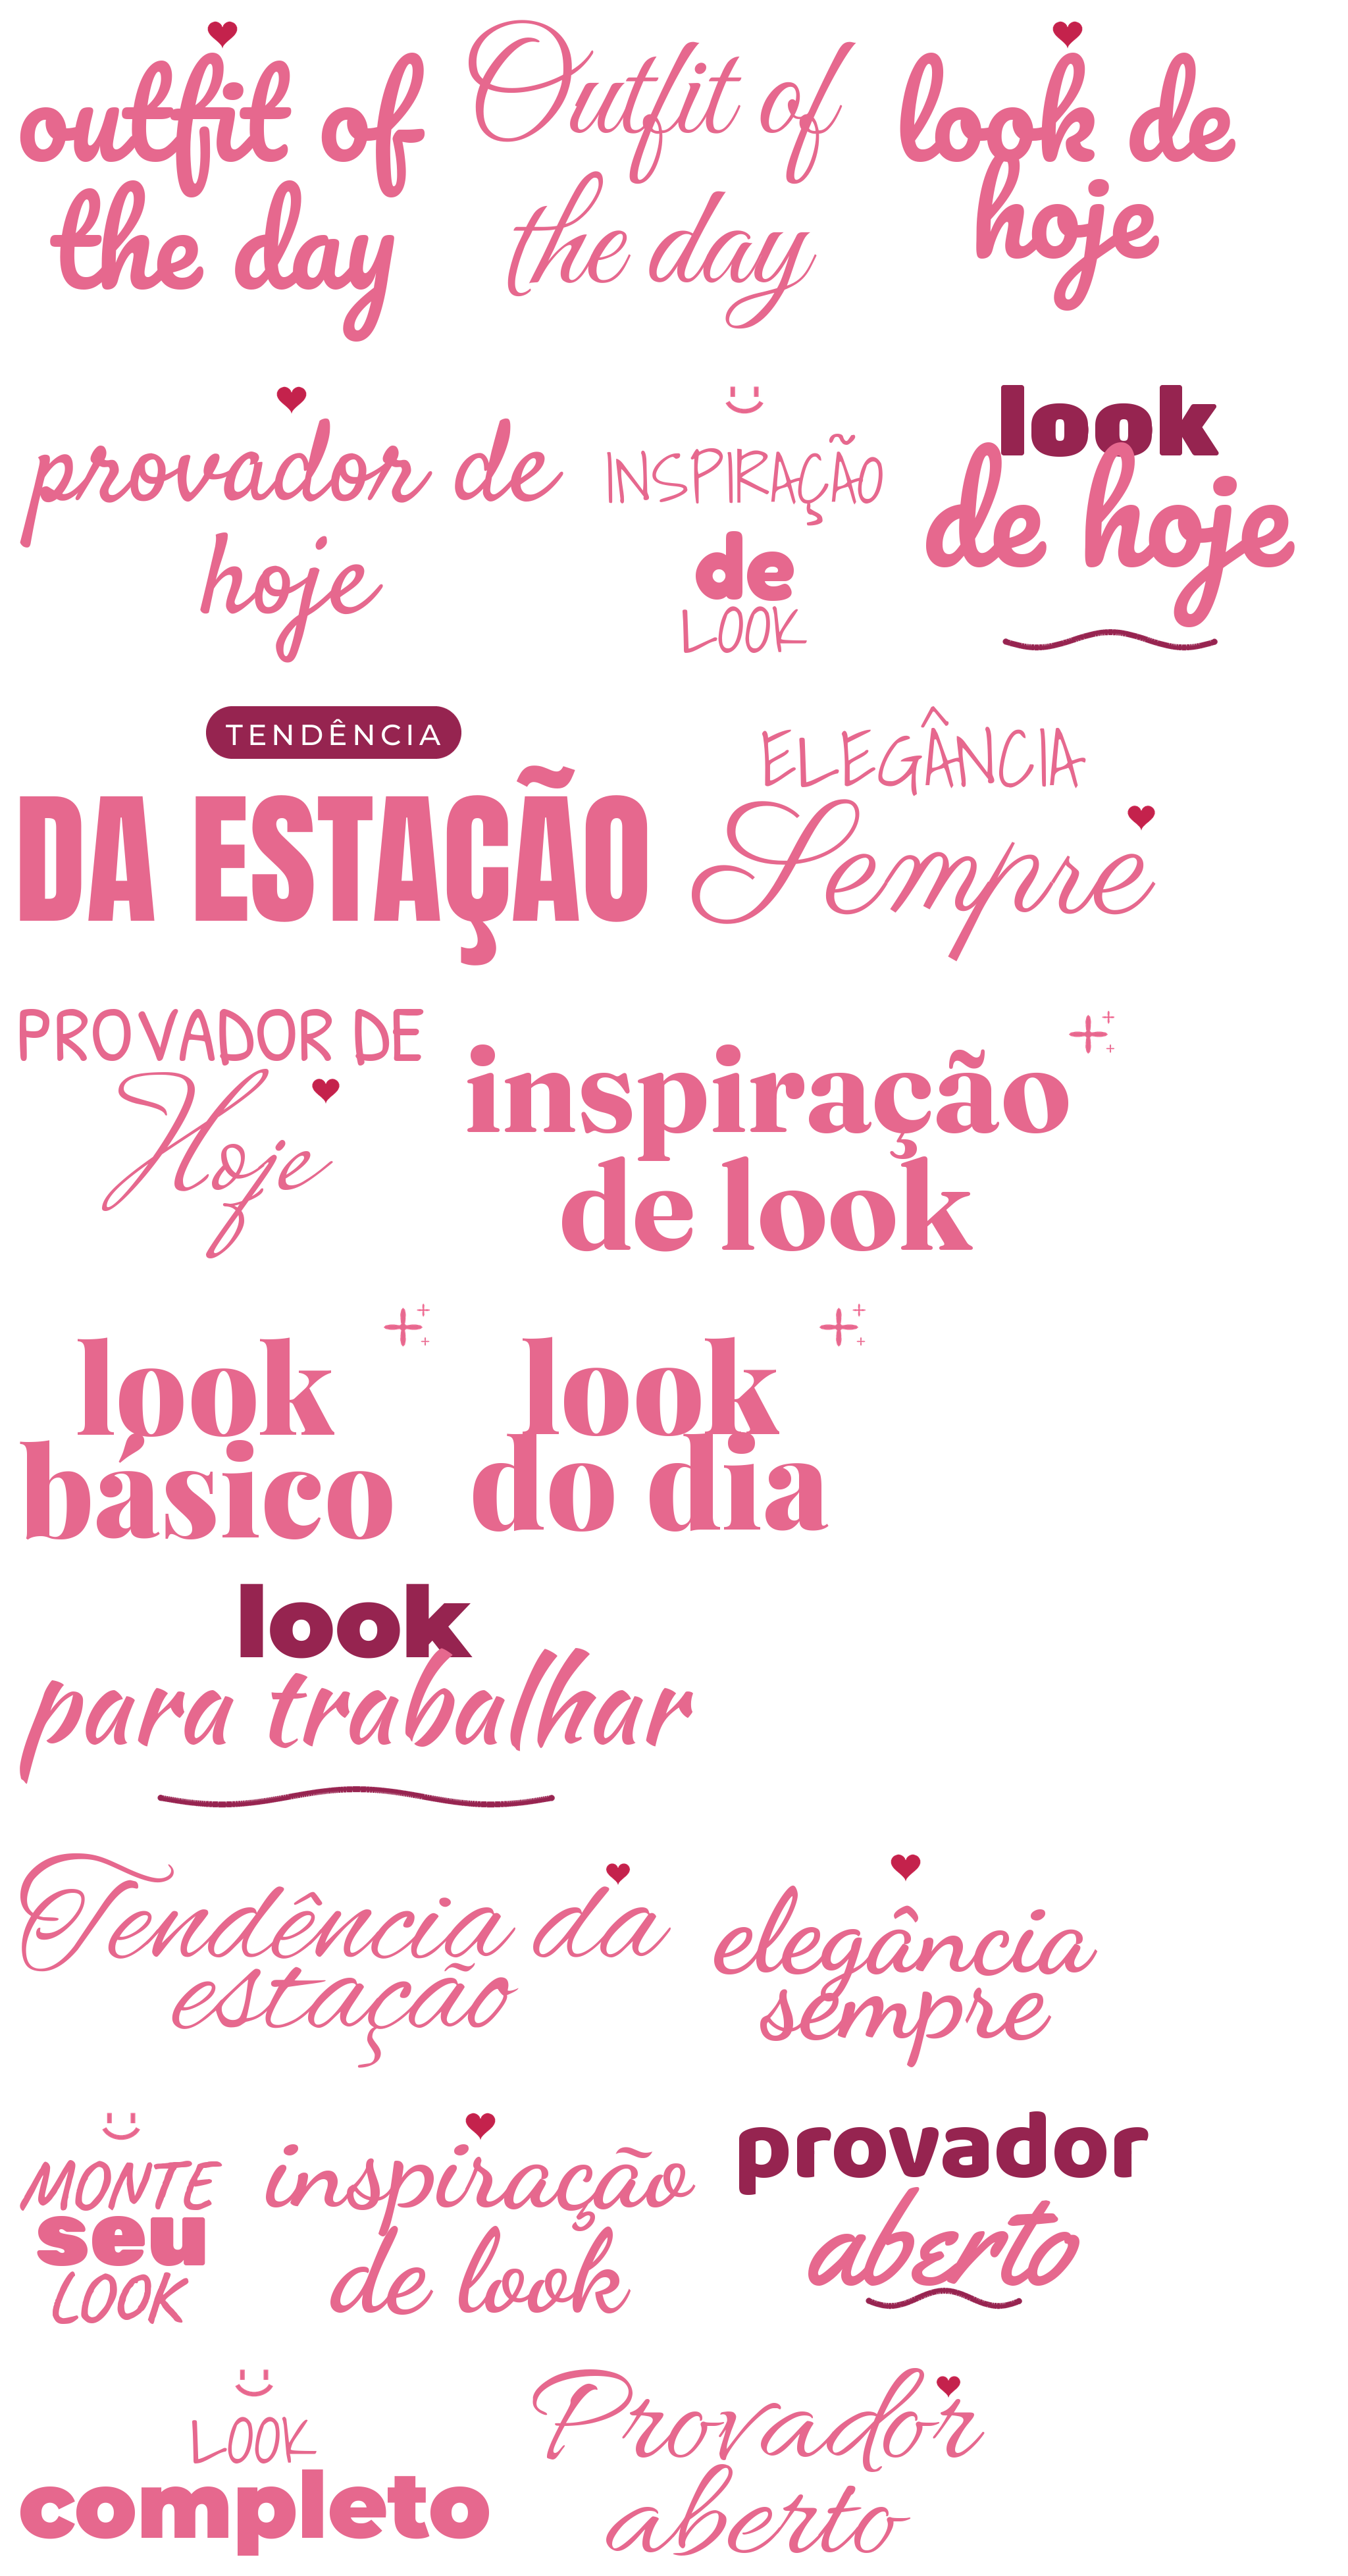 outfit of
the day
Outfit of
the day
look de
hoje
provador de
hoje
INSPIRAÇÃO
de
LOOK
look
de hoje
TENDÊNCIA
DA ESTAÇÃO
ELEGÂNCIA
Sempre
PROVADOR DE
Hoje
inspiração
de look
look
básico
look
do dia
look
para trabalhar
Tendência da
estação
elegância
sempre
MONTE
seu
LOOK
inspiração
de look
provador
aberto
LOOK
completo
Provador
aberto